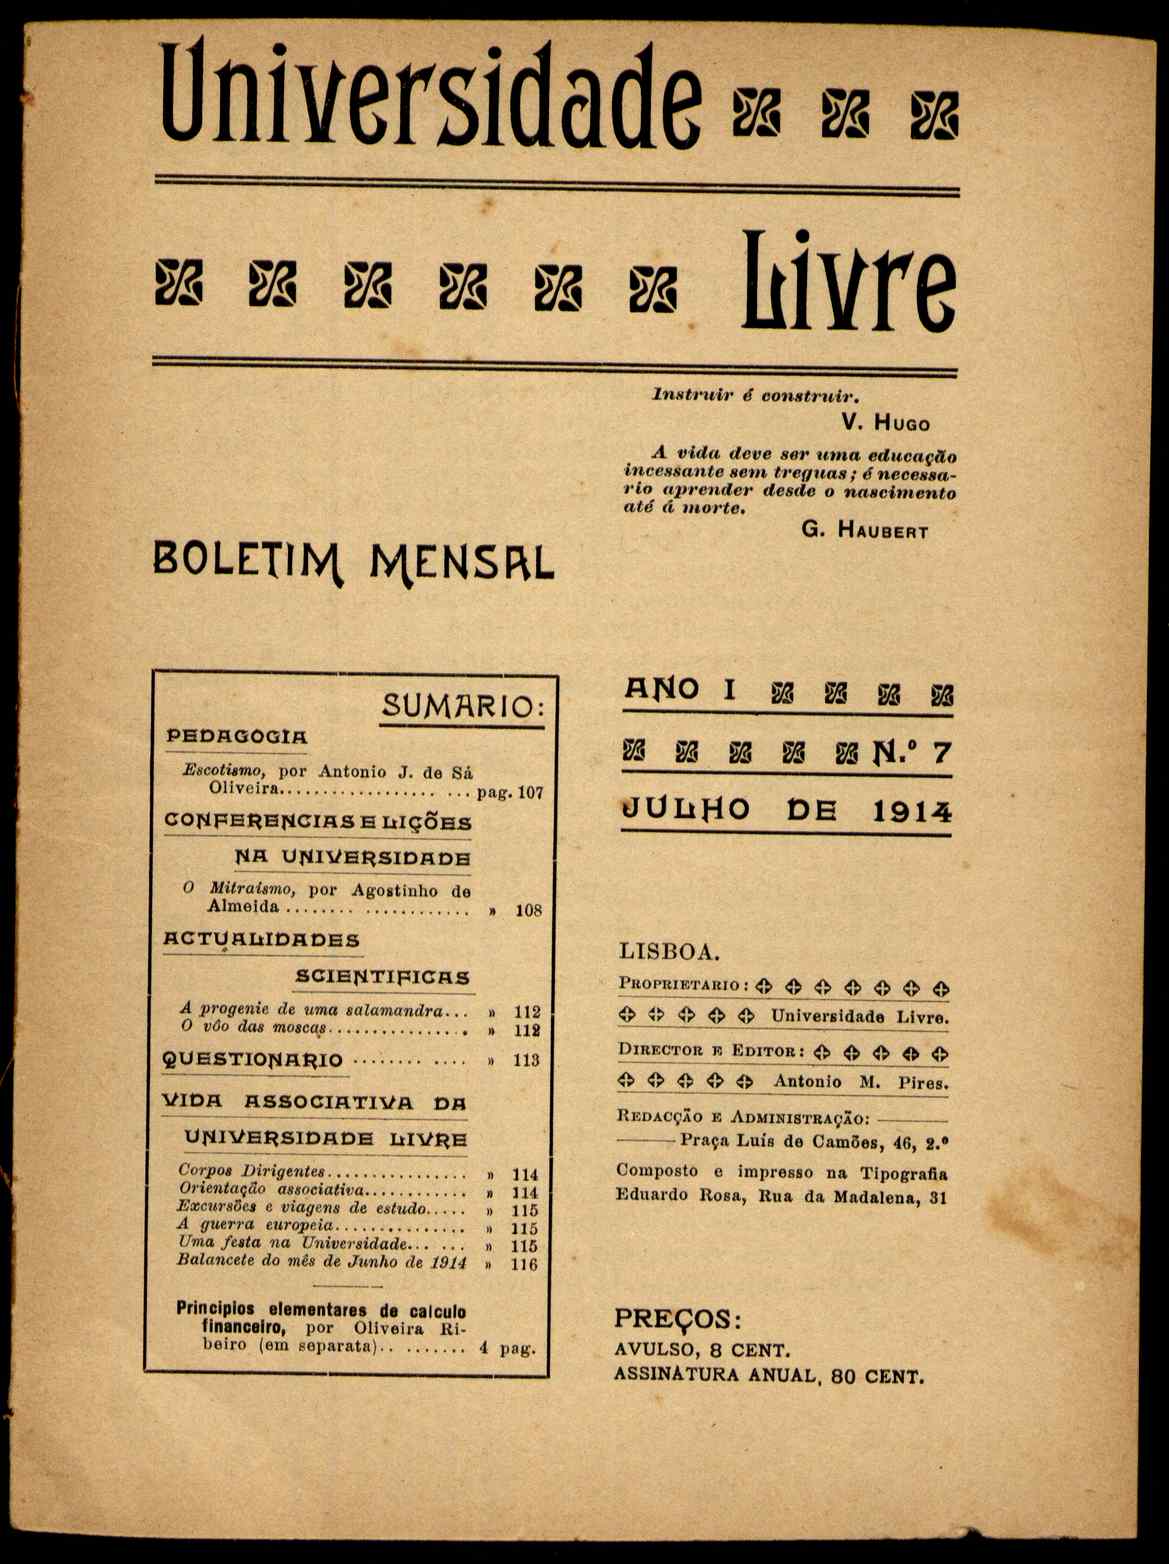 Universidade
Livre
Instruir é construir.
V. HUGO
A vida deve ser uma educação
incessante sem treguas; é necessa-
rio aprender desde o nascimento
até á morte.
G. HAUBERT
BOLETIM MENSAL
SUMARIO:
PEDAGOGIA
Escotismo, por Antonio J. de Sá
Oliveira.................. ... pag. 107
CONFERENCIAS E LIÇÕES
NA UNIVERSIDADE
O Mitraismo, por Agostinho de
Almeida ........ ............ » 108
ACTUALIDADES
SCIENTIFICAS
A progenie de uma salamandra... » 112
O vôo das moscas................ » 112
QUESTIONARIO ........ .... » 113
VIDA ASSOCIATIVA DA
UNIVERSIDADE LIVRE
Corpos Dirigentes............... » 114
Orientação associativa............ » 114
Excursões e viagens de estudo..... » 115
A guerra europeia............... » 115
Uma festa na Universidade... ... » 115
Balancete do mês de Junho de 1914 » 116
Principios elementares de calculo
financeiro, por Oliveira Ri-
beiro (em separata).. ........ 4 pag.
ANO I
N.º 7
JULHO DE 1914
LISBOA.
PROPRIETARIO:
Universidade Livre.
DIRECTOR E EDITOR:
Antonio M. Pires.
REDACÇÃO E ADMINISTRAÇÃO:
Praça Luís de Camões, 46, 2.º
Composto e impresso na Tipografia
Eduardo Rosa, Rua da Madalena, 31
PREÇOS:
AVULSO, 8 CENT.
ASSINATURA ANUAL, 80 CENT.